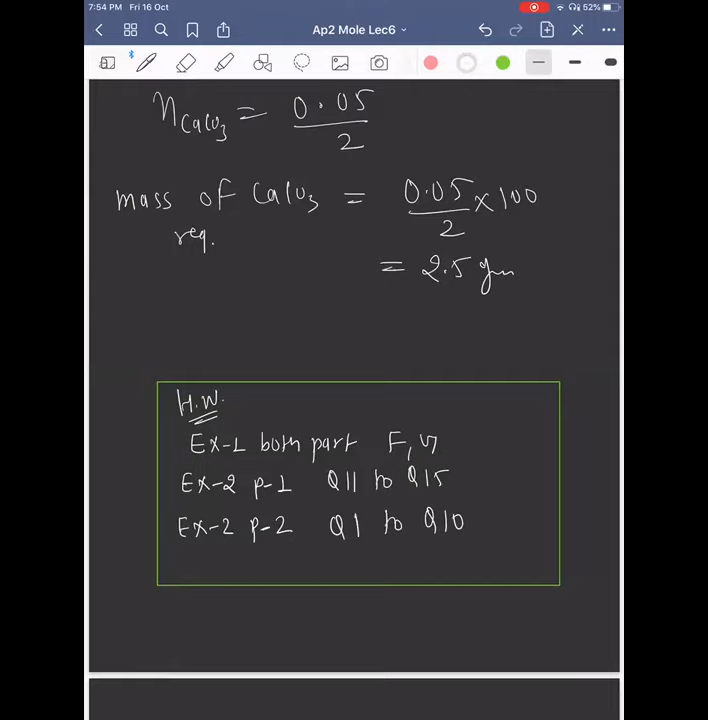 7:54 PM Fri 16 Oct 52%
Ap2 Mole Lec6
nCaCO3 = 0.05/2
mass of CaCO3 = 0.05/2 × 100
req.
= 2.5 gm
H.W.
Ex-1 both part F, G
Ex-2 p-1 Q11 to Q15
Ex-2 p-2 Q1 to Q10